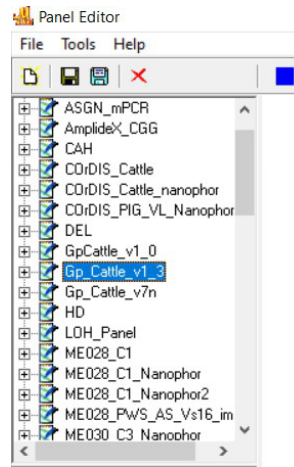 Panel Editor
File Tools Help
ASGN_mPCR
AmplideX_CGG
CAH
COrDIS_Cattle
COrDIS_Cattle_nanophor
COrDIS_PIG_VL_Nanophor
DEL
GpCattle_v1_0
Gp_Cattle_v1_3
Gp_Cattle_v7n
HD
LOH_Panel
ME028_C1
ME028_C1_Nanophor
ME028_C1_Nanophor2
ME028_PWS_AS_Vs16_im
ME030_C3_Nanophor